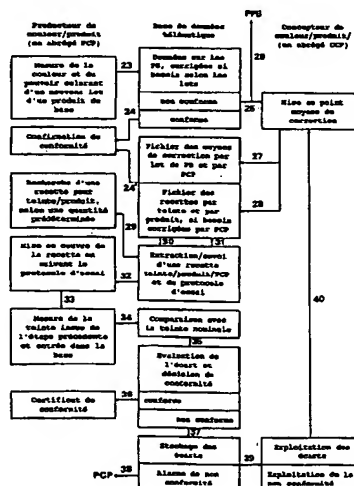 Producteur de
couleur/produit/
(en abrégé PCP)
Base de données
télématique
PPB
Concepteur de
couleur/produit/
(en abrégé CCP)
Mesure de la
couleur et du
pouvoir colorant
d'un nouveau lot
d'un produit de
base
23
Données sur les
PB, corrigées si
besoin selon les
lots
non conforme
conforme
25
Mise au point
moyens de
correction
24
Confirmation de
conformité
Fichier des moyens
de correction par
lot de PB et par
PCP
27
24
Fichier des
recettes par
teinte et par
produit, si besoin
corrigées par PCP
28
Recherche d'une
recette pour
teinte/produit,
selon une quantité
prédéterminée
29
30
31
Extraction/envoi
d'une recette
teinte/produit/PCP
et du protocole
d'essai
Mise en oeuvre de
la recette en
suivant le
protocole d'essai
32
33
40
Mesure de la
teinte issue de
l'étape précédente
et entrée dans la
base
34
Comparaison avec
la teinte nominale
35
Evaluation de
l'écart et
décision de
conformité
conforme
non conforme
Certificat de
conformité
36
37
Stockage des
écarts
Alarme de non
conformité
39
Exploitation des
écarts
Exploitation de la
non conformité
PCP
38